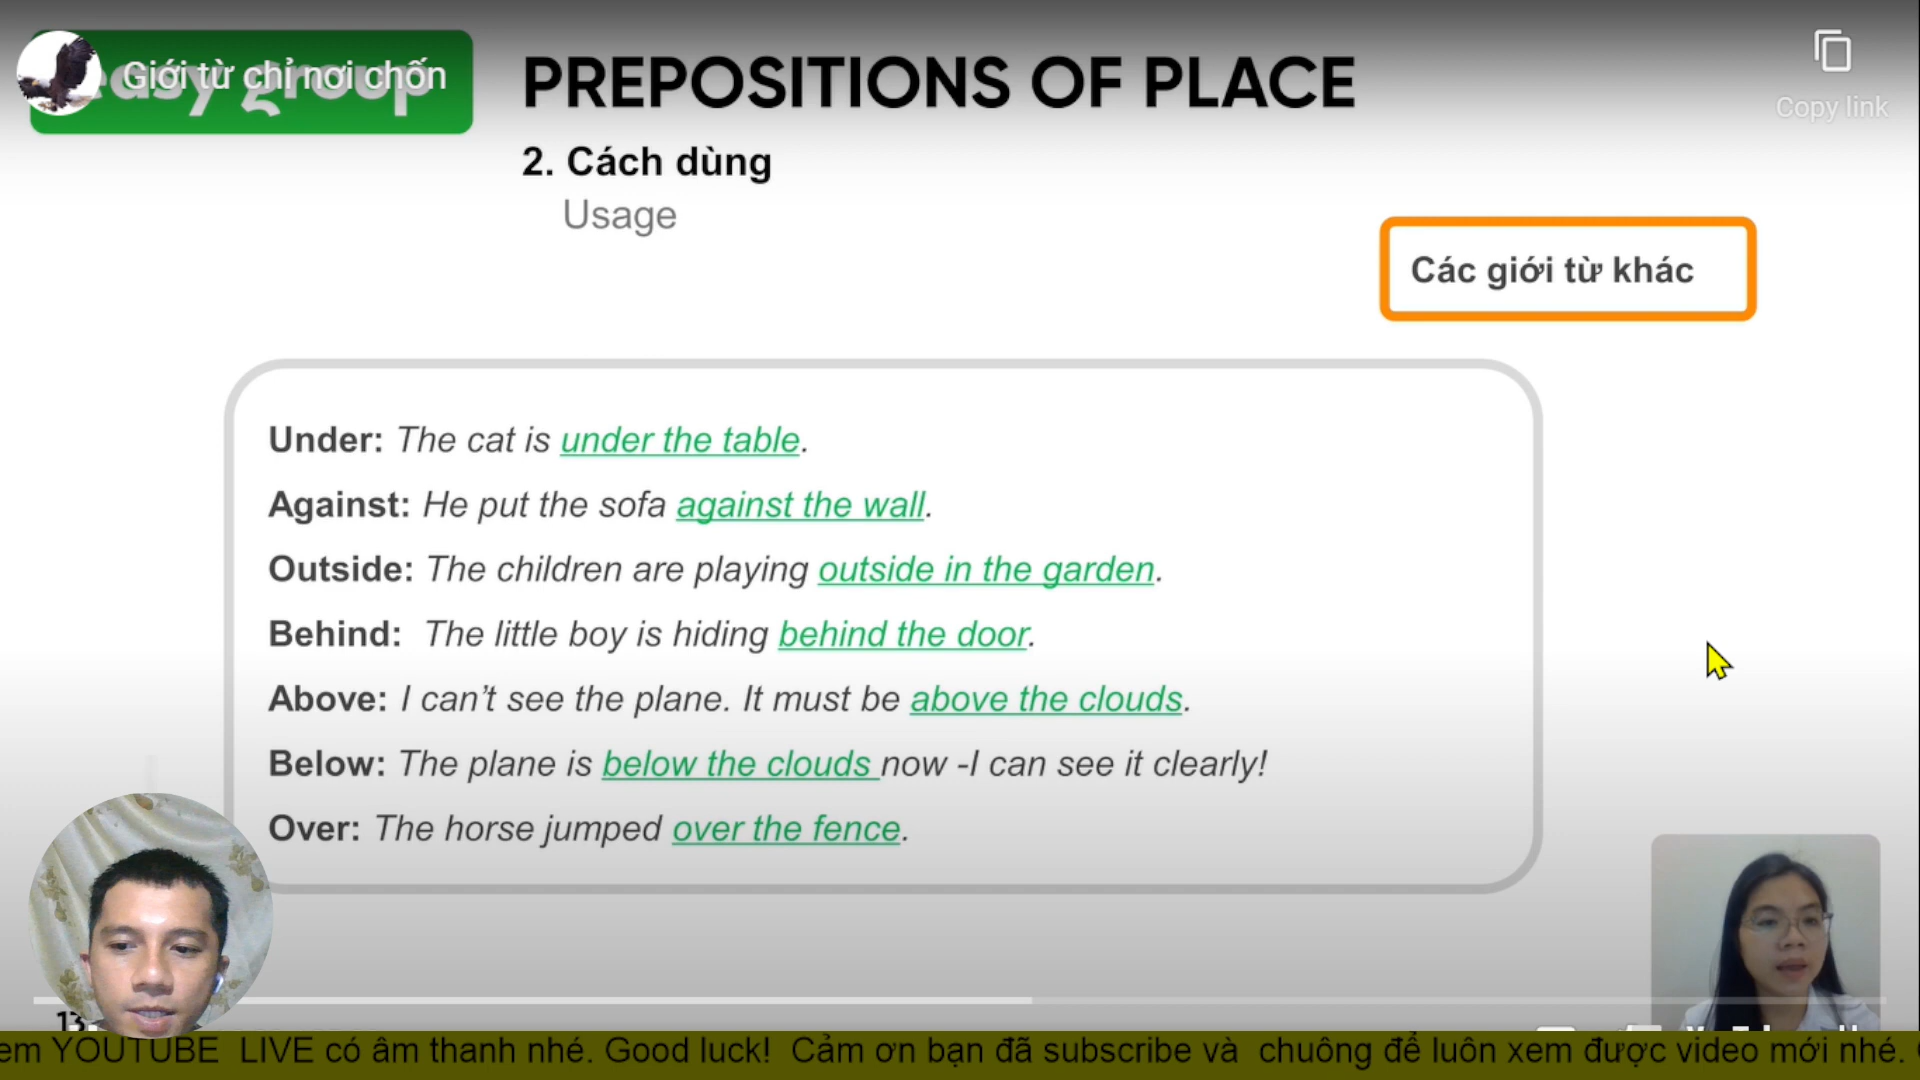 easy group
Giới từ chỉ nơi chốn
PREPOSITIONS OF PLACE
Copy link
2. Cách dùng
Usage
Các giới từ khác
Under: The cat is under the table.
Against: He put the sofa against the wall.
Outside: The children are playing outside in the garden.
Behind: The little boy is hiding behind the door.
Above: I can’t see the plane. It must be above the clouds.
Below: The plane is below the clouds now -I can see it clearly!
Over: The horse jumped over the fence.
em YOUTUBE LIVE có âm thanh nhé. Good luck! Cảm ơn bạn đã subscribe và chuông để luôn xem được video mới nhé.